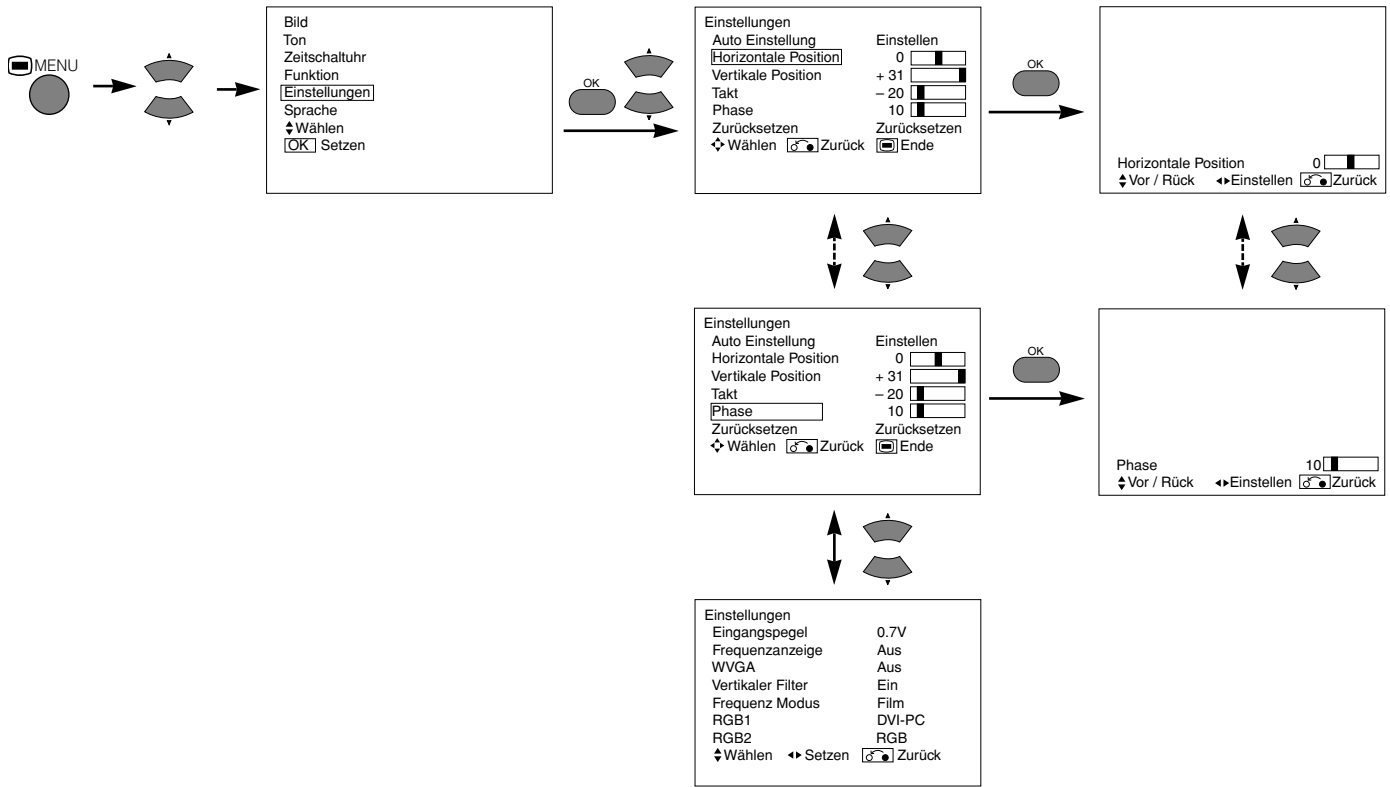 MENU
Bild
Ton
Zeitschaltuhr
Funktion
Einstellungen
Sprache
Wählen
OK Setzen
OK
Einstellungen
Auto Einstellung Einstellen
Horizontale Position 0
Vertikale Position + 31
Takt – 20
Phase 10
Zurücksetzen Zurücksetzen
Wählen Zurück Ende
OK
Horizontale Position 0
Vor / Rück Einstellen Zurück
Einstellungen
Auto Einstellung Einstellen
Horizontale Position 0
Vertikale Position + 31
Takt – 20
Phase 10
Zurücksetzen Zurücksetzen
Wählen Zurück Ende
OK
Phase 10
Vor / Rück Einstellen Zurück
Einstellungen
Eingangspegel 0.7V
Frequenzanzeige Aus
WVGA Aus
Vertikaler Filter Ein
Frequenz Modus Film
RGB1 DVI-PC
RGB2 RGB
Wählen Setzen Zurück